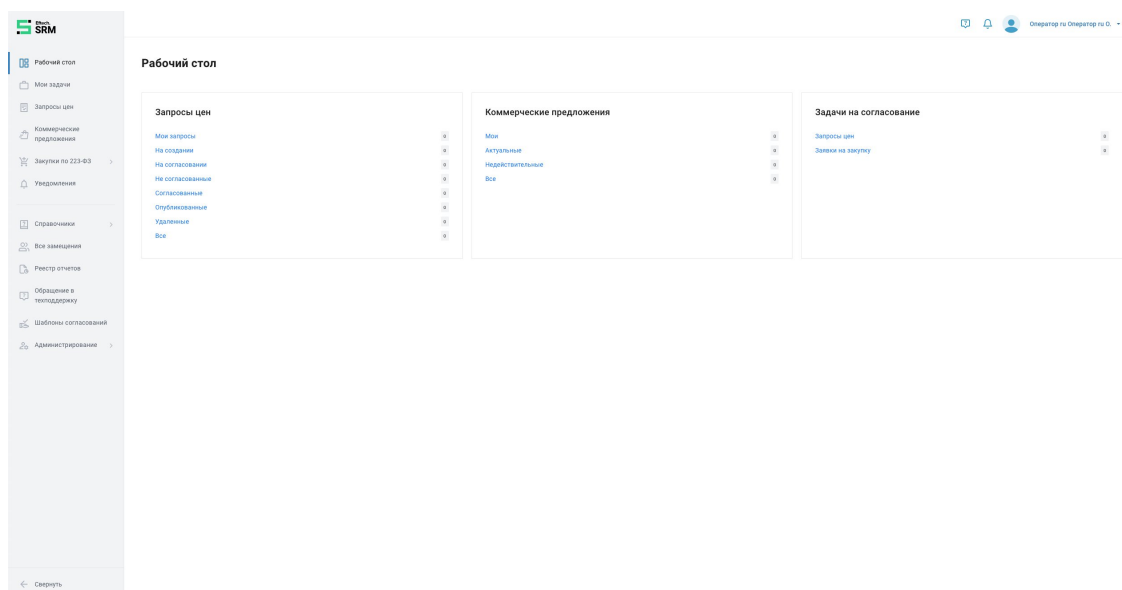 Eftech.
SRM
Оператор ru Оператор ru О.
Рабочий стол
Мои задачи
Запросы цен
Коммерческие
предложения
Закупки по 223-ФЗ
Уведомления
Справочники
Все замещения
Реестр отчетов
Обращение в
техподдержку
Шаблоны согласований
Администрирование
Свернуть
Рабочий стол
Запросы цен
Мои запросы 0
На создании 0
На согласовании 0
Не согласованные 0
Согласованные 0
Опубликованные 0
Удаленные 0
Все 0
Коммерческие предложения
Мои 0
Актуальные 0
Недействительные 0
Все 0
Задачи на согласование
Запросы цен 0
Заявки на закупку 0